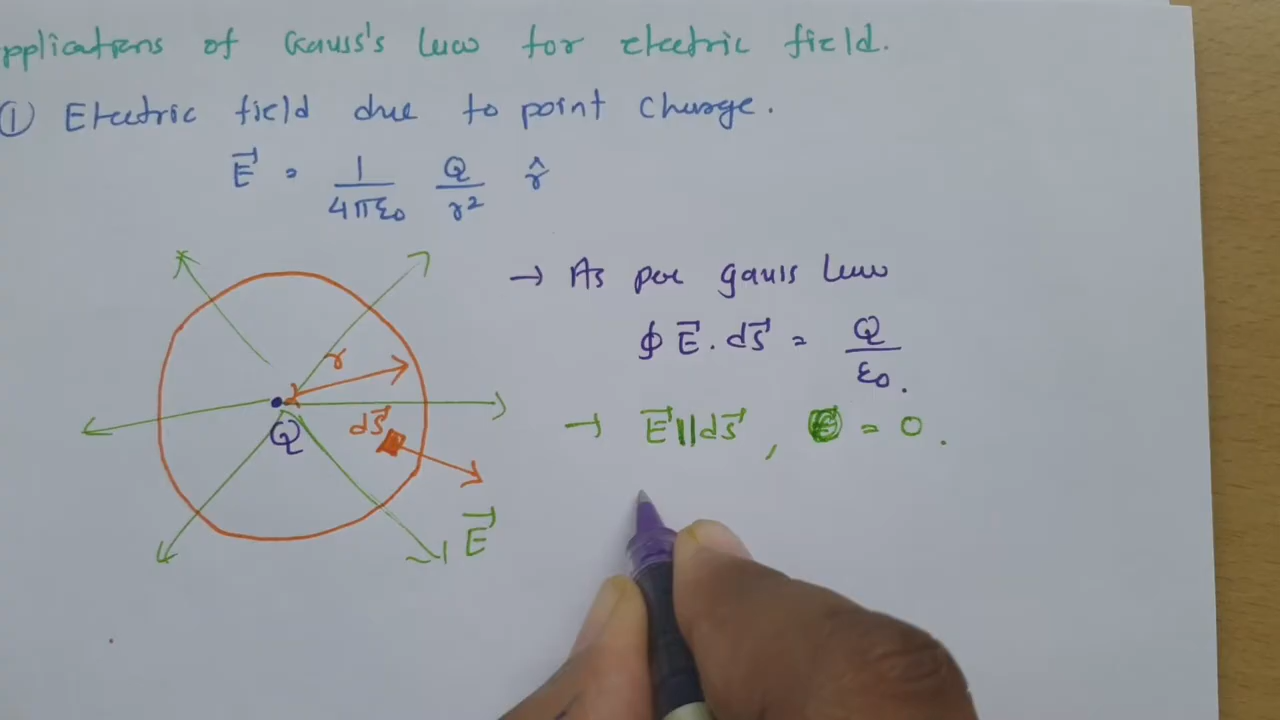 pplications of Gauss's Law for electric field.
① Electric field due to point Charge.
E⃗ = 1/4πε₀ Q/r² r̂
→ As per gauss Law
∮ E⃗ . dS⃗ = Q/ε₀.
r
→ E⃗ || dS⃗ , = 0 .
dS⃗
Q
E⃗